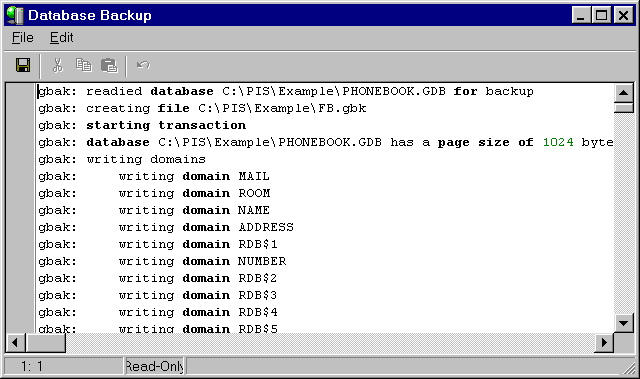 Database Backup
File Edit
gbak: readied database C:\PIS\Example\PHONEBOOK.GDB for backup
gbak: creating file C:\PIS\Example\FB.gbk
gbak: starting transaction
gbak: database C:\PIS\Example\PHONEBOOK.GDB has a page size of 1024 byte
gbak: writing domains
gbak: writing domain MAIL
gbak: writing domain ROOM
gbak: writing domain NAME
gbak: writing domain ADDRESS
gbak: writing domain RDB$1
gbak: writing domain NUMBER
gbak: writing domain RDB$2
gbak: writing domain RDB$3
gbak: writing domain RDB$4
gbak: writing domain RDB$5
1: 1 Read-Only